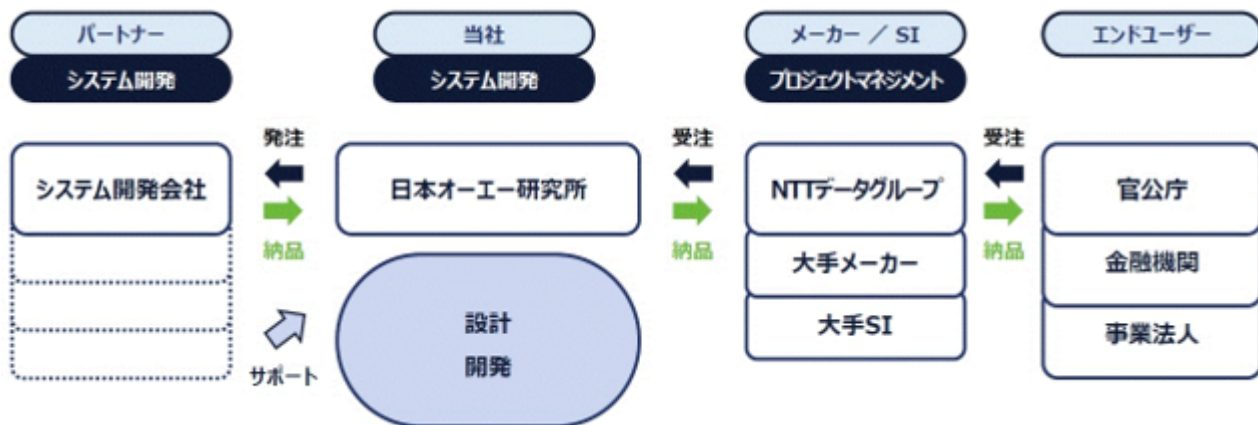 パートナー
システム開発
当社
システム開発
メーカー ／ SI
プロジェクトマネジメント
エンドユーザー
システム開発会社
発注
納品
サポート
日本オーエー研究所
設計
開発
受注
納品
NTTデータグループ
大手メーカー
大手SI
受注
納品
官公庁
金融機関
事業法人